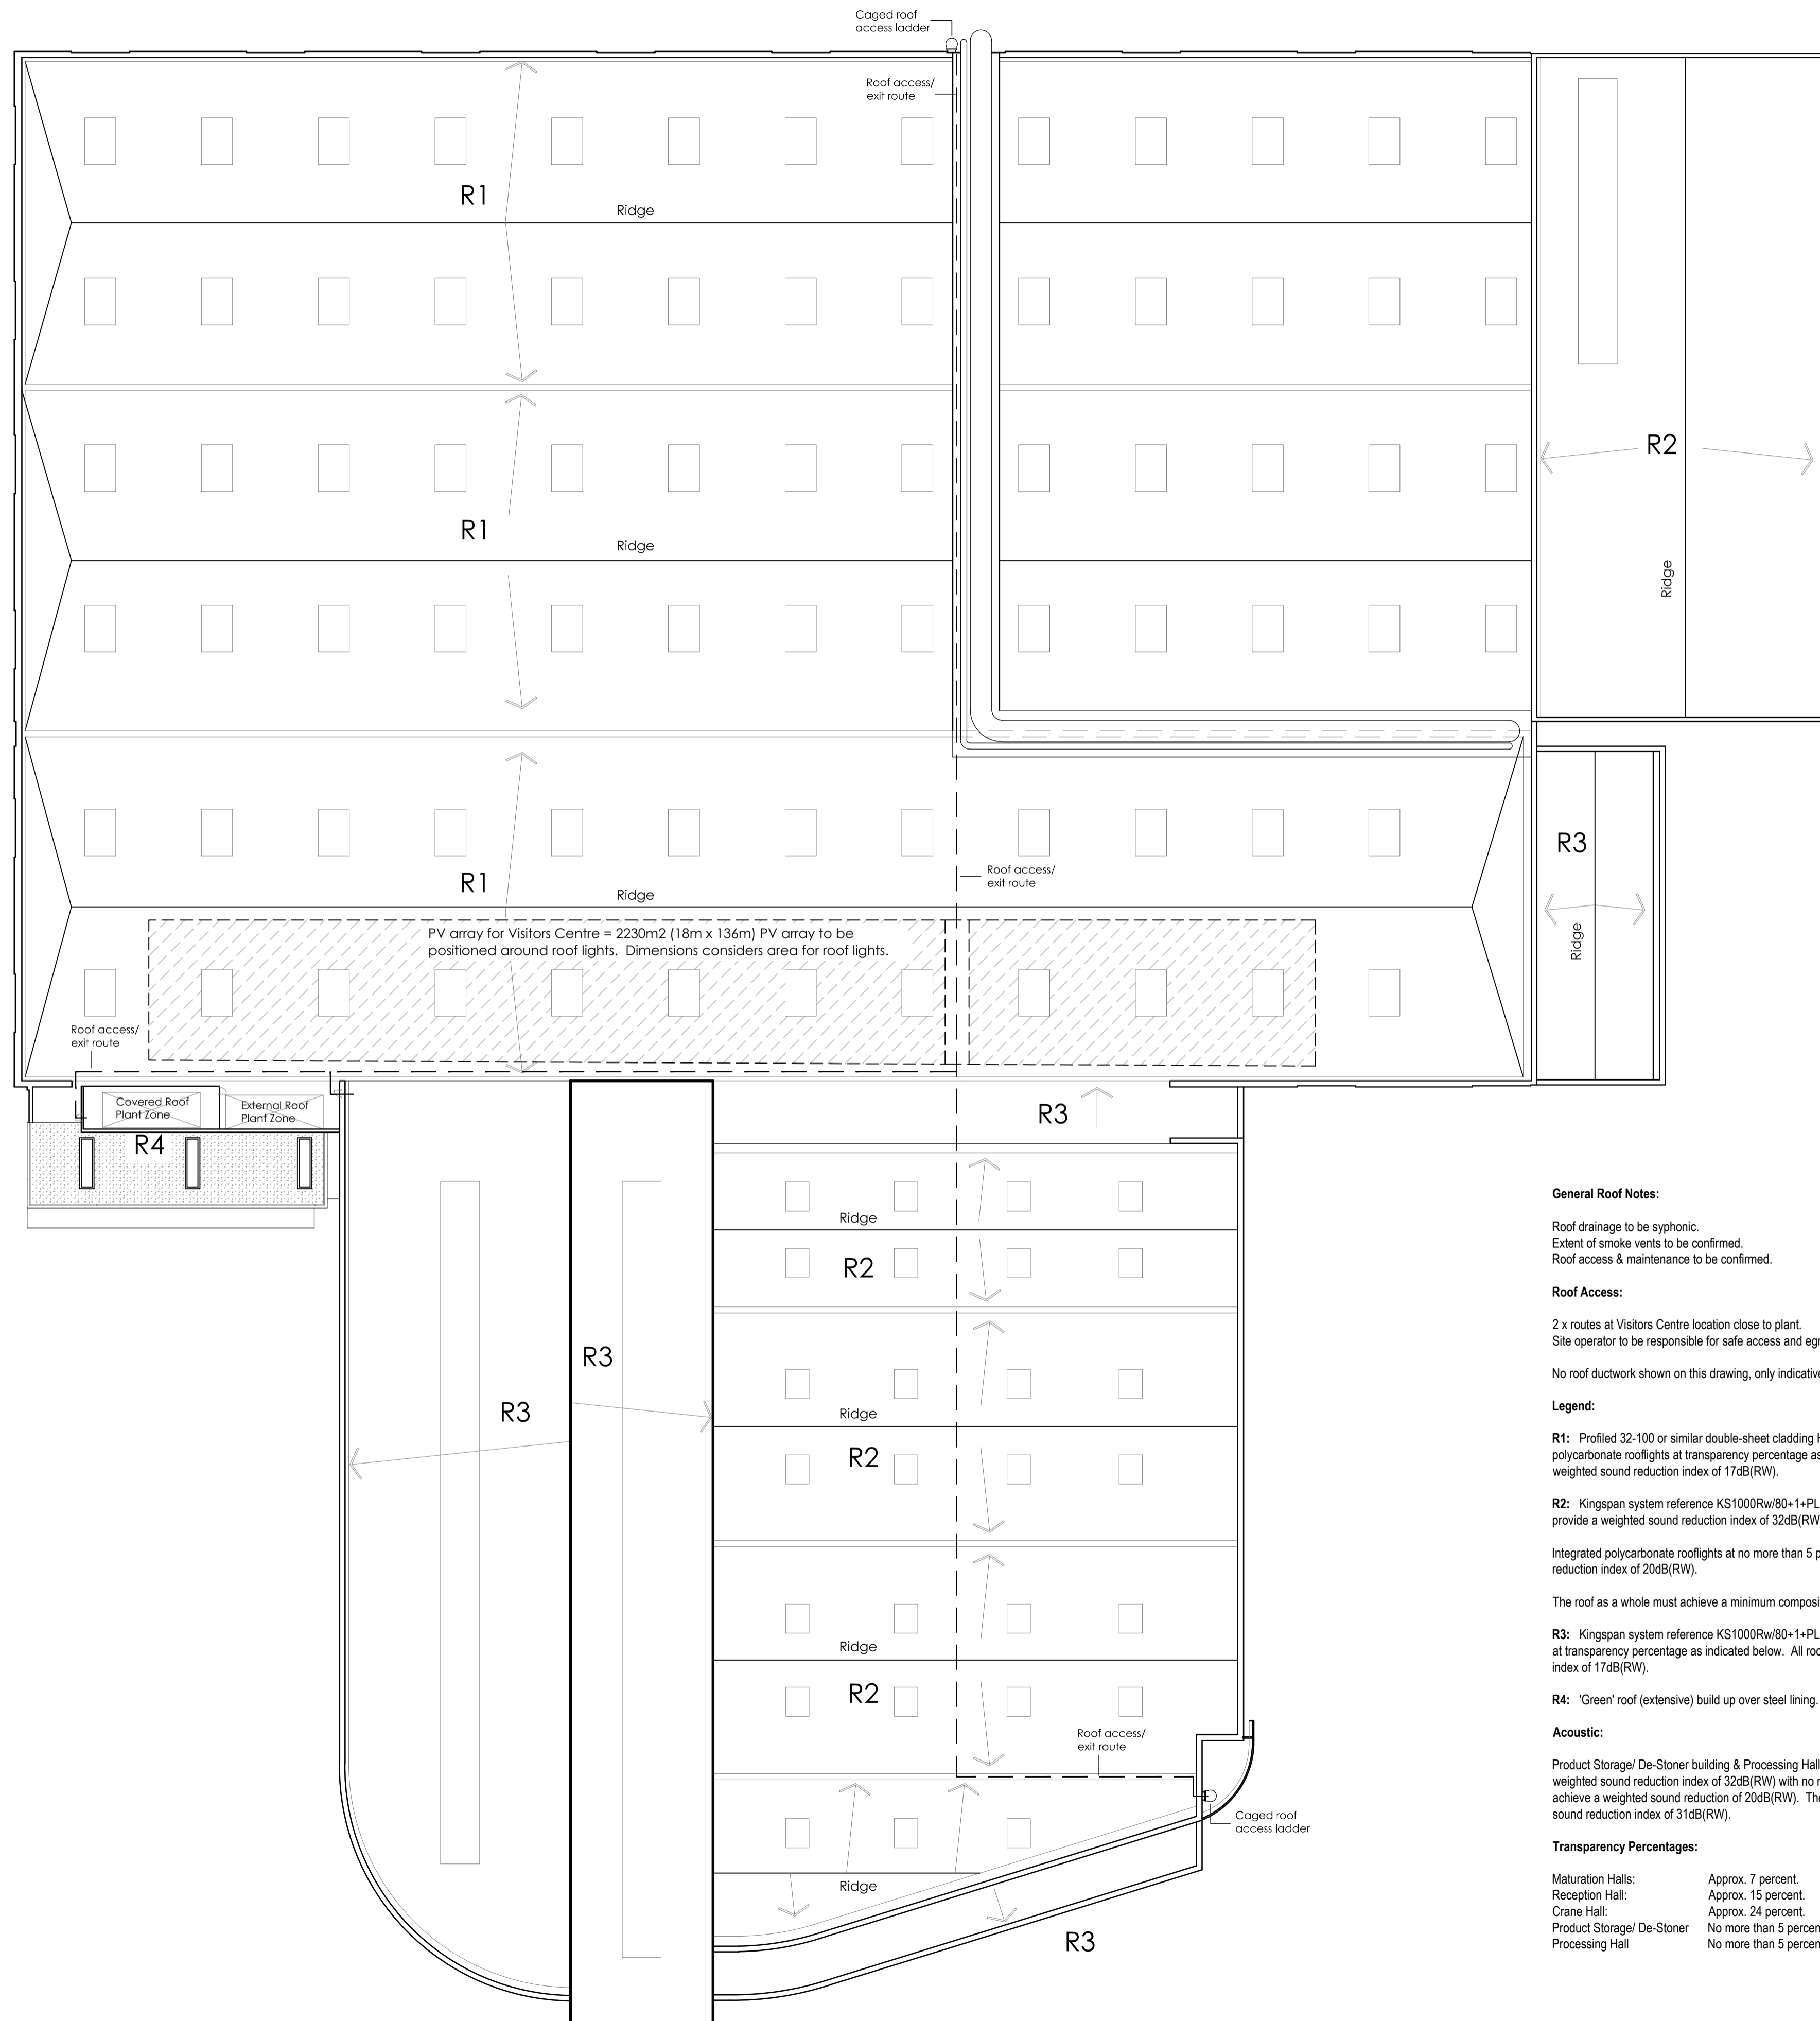 Caged roof
access ladder
Roof access/
exit route
R1
Ridge
R2
R1
Ridge
Ridge
R3
Roof access/
exit route
R1
Ridge
Ridge
PV array for Visitors Centre = 2230m2 (18m x 136m) PV array to be
positioned around roof lights. Dimensions considers area for roof lights.
Roof access/
exit route
Covered Roof
Plant Zone
External Roof
Plant Zone
R3
R4
Ridge
R2
R3
R3
Ridge
R2
Ridge
R2
Roof access/
exit route
Caged roof
access ladder
Ridge
R3
General Roof Notes:
Roof drainage to be syphonic.
Extent of smoke vents to be confirmed.
Roof access & maintenance to be confirmed.
Roof Access:
2 x routes at Visitors Centre location close to plant.
Site operator to be responsible for safe access and egr
No roof ductwork shown on this drawing, only indicative
Legend:
R1: Profiled 32-100 or similar double-sheet cladding H
polycarbonate rooflights at transparency percentage as
weighted sound reduction index of 17dB(RW).
R2: Kingspan system reference KS1000Rw/80+1+PL
provide a weighted sound reduction index of 32dB(RW
Integrated polycarbonate rooflights at no more than 5 p
reduction index of 20dB(RW).
The roof as a whole must achieve a minimum composi
R3: Kingspan system reference KS1000Rw/80+1+PL
at transparency percentage as indicated below. All roo
index of 17dB(RW).
R4: 'Green' roof (extensive) build up over steel lining.
Acoustic:
Product Storage/ De-Stoner building & Processing Hall
weighted sound reduction index of 32dB(RW) with no m
achieve a weighted sound reduction of 20dB(RW). The
sound reduction index of 31dB(RW).
Transparency Percentages:
Maturation Halls: Approx. 7 percent.
Reception Hall: Approx. 15 percent.
Crane Hall: Approx. 24 percent.
Product Storage/ De-Stoner No more than 5 percen
Processing Hall No more than 5 percen